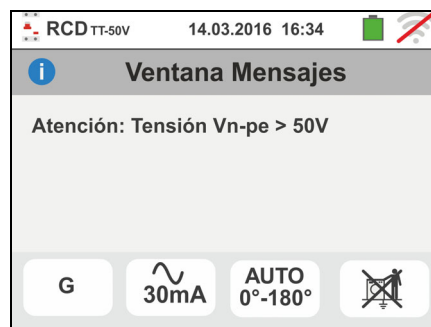 RCD TT-50V 14.03.2016 16:34
Ventana Mensajes
Atención: Tensión Vn-pe > 50V
G
30mA
AUTO
0°-180°